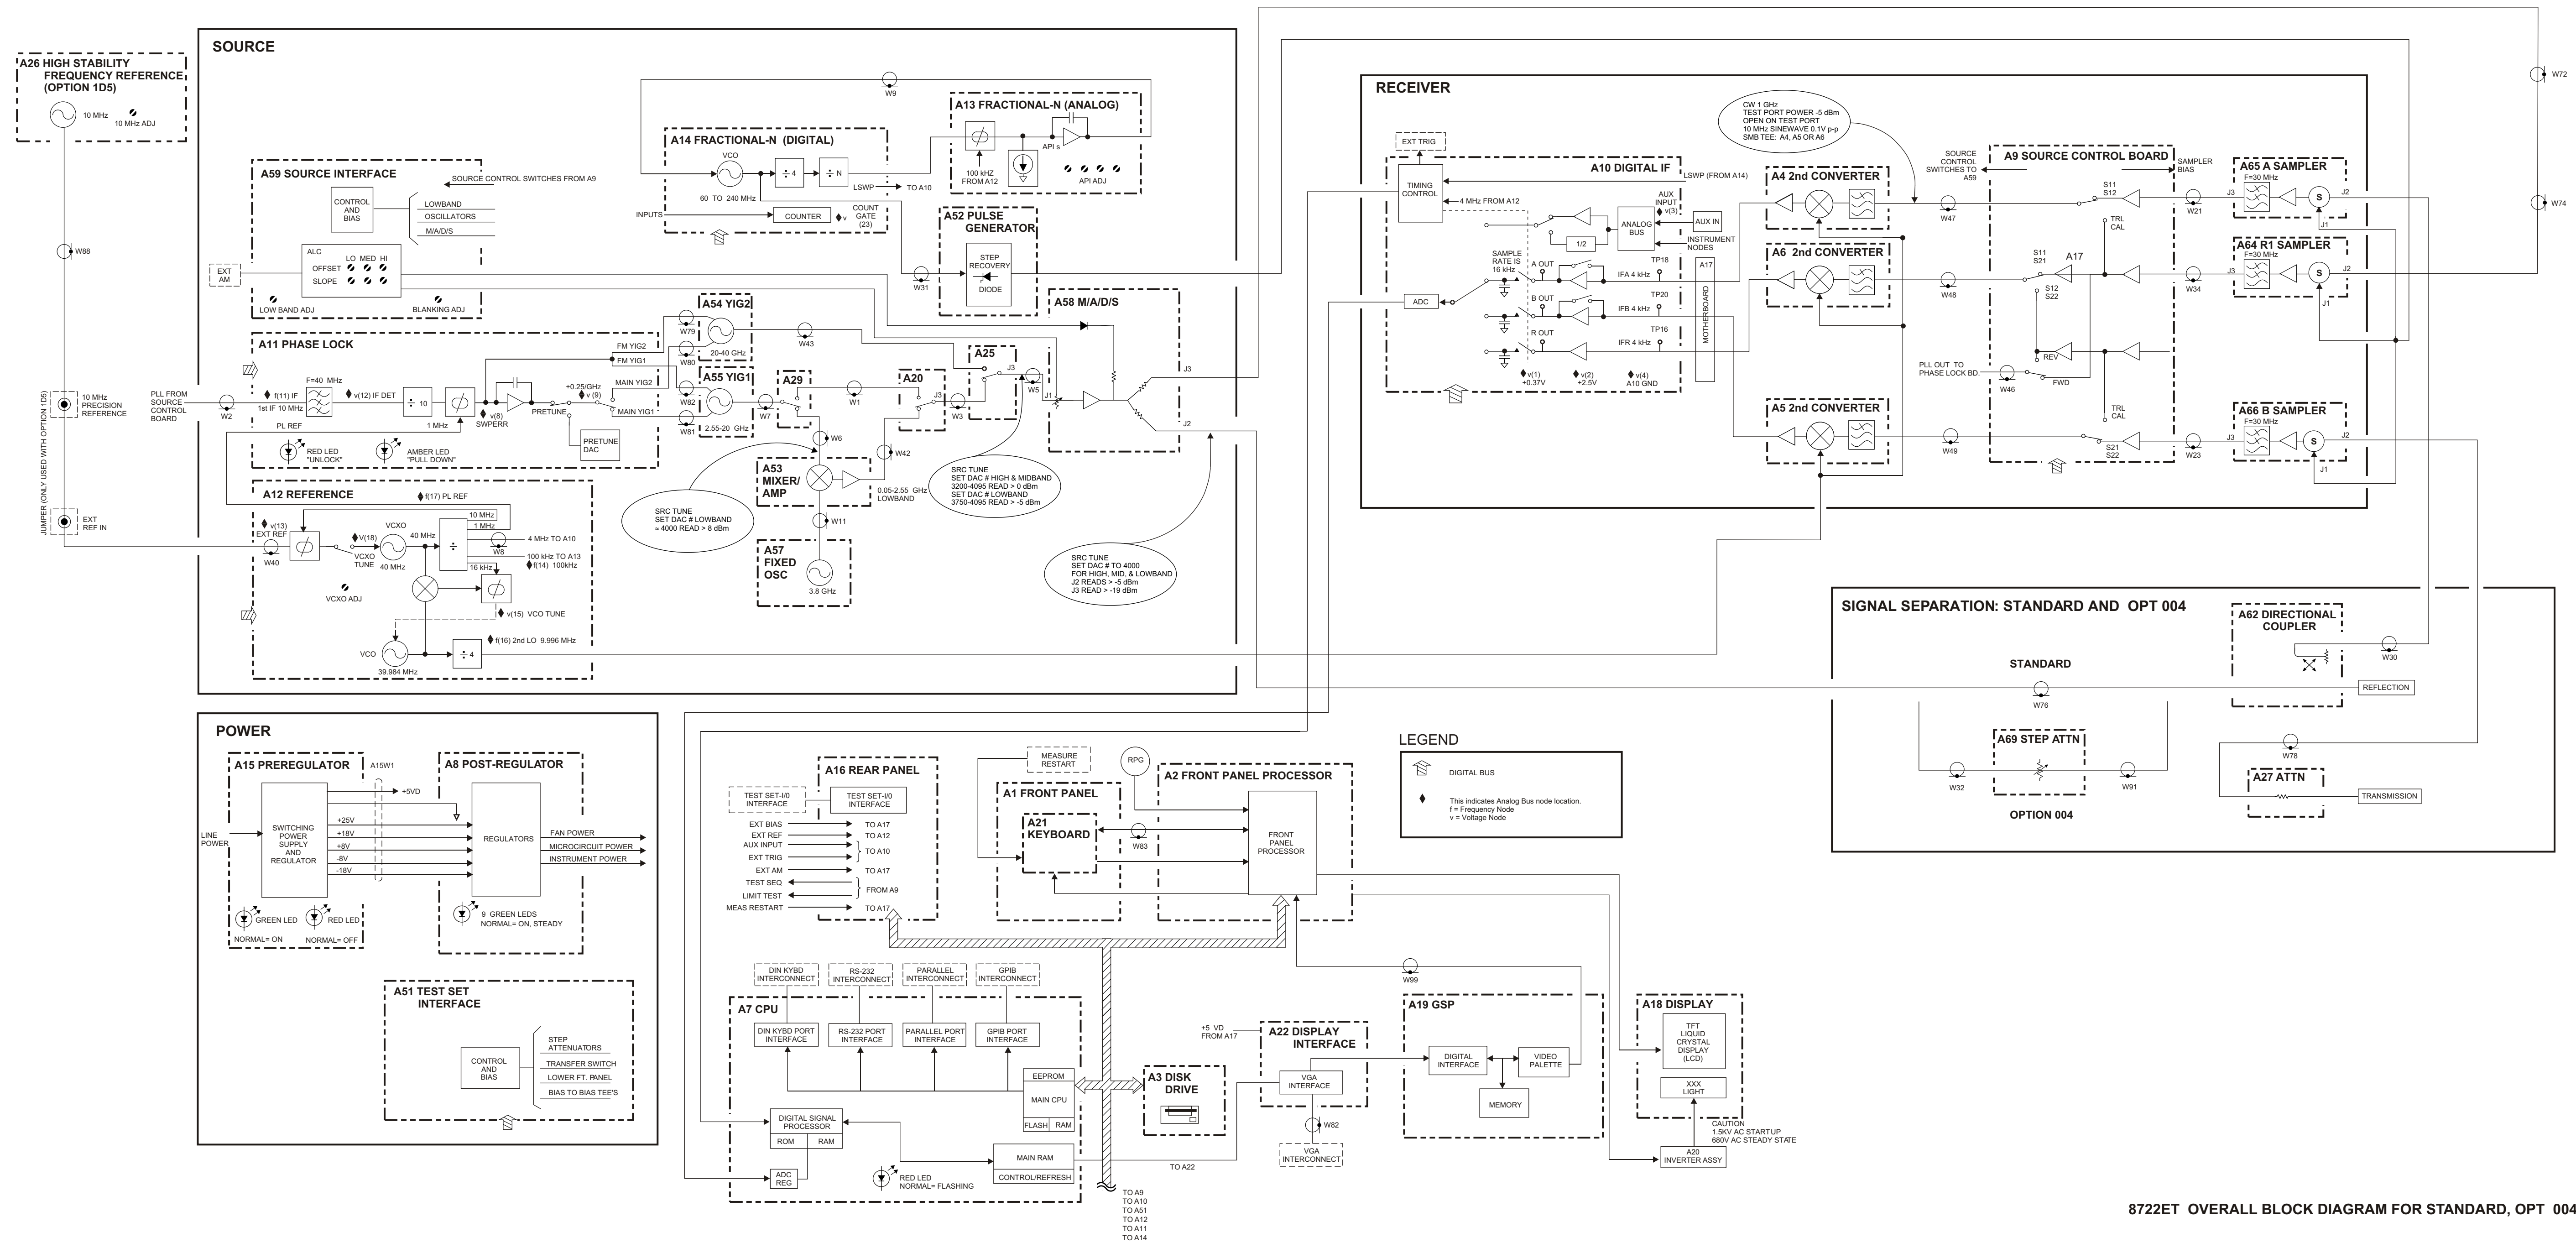 SOURCE
A26 HIGH STABILITY
FREQUENCY REFERENCE
(OPTION 1D5)
10 MHz
10 MHz ADJ
W88
JUMPER (ONLY USED WITH OPTION 1D5)
10 MHz
PRECISION
REFERENCE
EXT
REF IN
PLL FROM
SOURCE
CONTROL
BOARD
W2
A59 SOURCE INTERFACE
SOURCE CONTROL SWITCHES FROM A9
CONTROL
AND
BIAS
LOWBAND
OSCILLATORS
M/A/D/S
ALC
LO MED HI
OFFSET
SLOPE
EXT
AM
LOW BAND ADJ
BLANKING ADJ
A11 PHASE LOCK
F=40 MHz
f(11) IF
1st IF 10 MHz
v(12) IF DET
÷ 10
PL REF
1 MHz
v(8)
SWPERR
PRETUNE
+0.25/GHz
v (9)
FM YIG2
FM YIG1
MAIN YIG2
MAIN YIG1
PRETUNE
DAC
RED LED
"UNLOCK"
AMBER LED
"PULL DOWN"
A12 REFERENCE
f(17) PL REF
v(13)
EXT REF
W40
VCXO
TUNE
V(18)
VCXO
40 MHz
40 MHz
÷
10 MHz
1 MHz
W8
4 MHz TO A10
100 kHz TO A13
f(14) 100kHz
16 kHz
VCXO ADJ
v(15) VCO TUNE
f(16) 2nd LO 9.996 MHz
VCO
39.984 MHz
÷ 4
W9
A14 FRACTIONAL-N (DIGITAL)
VCO
60 TO 240 MHz
÷ 4
÷ N
LSWP
TO A10
INPUTS
COUNTER
v
COUNT
GATE
(23)
A13 FRACTIONAL-N (ANALOG)
API s
100 kHZ
FROM A12
API ADJ
A52 PULSE
GENERATOR
STEP
RECOVERY
DIODE
W31
A54 YIG2
20-40 GHz
W79
W80
W43
A55 YIG1
2.55-20 GHz
W82
W81
W7
A29
W1
A20
J3
W3
A25
J3
W5
A58 M/A/D/S
J1
J3
J2
W6
W42
A53
MIXER/
AMP
0.05-2.55 GHz
LOWBAND
W11
A57
FIXED
OSC
3.8 GHz
SRC TUNE
SET DAC # LOWBAND
≈ 4000 READ > 8 dBm
SRC TUNE
SET DAC # HIGH & MIDBAND
3200-4095 READ > 0 dBm
SET DAC # LOWBAND
3750-4095 READ > -5 dBm
SRC TUNE
SET DAC # TO 4000
FOR HIGH, MID, & LOWBAND
J2 READS > -5 dBm
J3 READ > -19 dBm
RECEIVER
EXT TRIG
A10 DIGITAL IF
TIMING
CONTROL
LSWP (FROM A14)
4 MHz FROM A12
AUX
INPUT
v(3)
ANALOG
BUS
AUX IN
INSTRUMENT
NODES
1/2
SAMPLE
RATE IS
16 kHz
A OUT
IFA 4 kHz
TP18
B OUT
IFB 4 kHz
TP20
R OUT
IFR 4 kHz
TP16
ADC
A17
MOTHERBOARD
v(1)
+0.37V
v(2)
+2.5V
v(4)
A10 GND
CW 1 GHz
TEST PORT POWER -5 dBm
OPEN ON TEST PORT
10 MHz SINEWAVE 0.1V p-p
SMB TEE: A4, A5 OR A6
A4 2nd CONVERTER
W47
A6 2nd CONVERTER
W48
A5 2nd CONVERTER
W49
SOURCE
CONTROL
SWITCHES TO
A59
A9 SOURCE CONTROL BOARD
SAMPLER
BIAS
S11
S12
TRL
CAL
S11
S21
A17
S12
S22
REV
FWD
PLL OUT TO
PHASE LOCK BD.
W46
TRL
CAL
S21
S22
W21
W34
W23
A65 A SAMPLER
F=30 MHz
J3
S
J2
J1
A64 R1 SAMPLER
F=30 MHz
J3
S
J2
J1
A66 B SAMPLER
F=30 MHz
J3
S
J2
J1
W72
W74
SIGNAL SEPARATION: STANDARD AND OPT 004
A62 DIRECTIONAL
COUPLER
W30
STANDARD
W76
REFLECTION
A69 STEP ATTN
W32
W91
OPTION 004
W78
A27 ATTN
TRANSMISSION
POWER
A15 PREREGULATOR
A15W1
A8 POST-REGULATOR
LINE
POWER
SWITCHING
POWER
SUPPLY
AND
REGULATOR
+5VD
+25V
+18V
+8V
-8V
-18V
REGULATORS
FAN POWER
MICROCIRCUIT POWER
INSTRUMENT POWER
GREEN LED
NORMAL= ON
RED LED
NORMAL= OFF
9 GREEN LEDS
NORMAL= ON, STEADY
A51 TEST SET
INTERFACE
CONTROL
AND
BIAS
STEP
ATTENUATORS
TRANSFER SWITCH
LOWER FT. PANEL
BIAS TO BIAS TEE'S
A16 REAR PANEL
TEST SET-I/0
INTERFACE
TEST SET-I/0
INTERFACE
EXT BIAS
TO A17
EXT REF
TO A12
AUX INPUT
EXT TRIG
TO A10
EXT AM
TO A17
TEST SEQ
LIMIT TEST
FROM A9
MEAS RESTART
TO A17
MEASURE
RESTART
RPG
A1 FRONT PANEL
A21
KEYBOARD
W83
A2 FRONT PANEL PROCESSOR
FRONT
PANEL
PROCESSOR
LEGEND
DIGITAL BUS
This indicates Analog Bus node location.
f = Frequency Node
v = Voltage Node
DIN KYBD
INTERCONNECT
RS-232
INTERCONNECT
PARALLEL
INTERCONNECT
GPIB
INTERCONNECT
A7 CPU
DIN KYBD PORT
INTERFACE
RS-232 PORT
INTERFACE
PARALLEL PORT
INTERFACE
GPIB PORT
INTERFACE
EEPROM
MAIN CPU
FLASH
RAM
DIGITAL SIGNAL
PROCESSOR
ROM
RAM
ADC
REG
RED LED
NORMAL= FLASHING
MAIN RAM
CONTROL/REFRESH
A3 DISK
DRIVE
TO A22
TO A9
TO A10
TO A51
TO A12
TO A11
TO A14
+5 VD
FROM A17
A22 DISPLAY
INTERFACE
VGA
INTERFACE
W82
VGA
INTERCONNECT
W99
A19 GSP
DIGITAL
INTERFACE
VIDEO
PALETTE
MEMORY
A18 DISPLAY
TFT
LIQUID
CRYSTAL
DISPLAY
(LCD)
XXX
LIGHT
CAUTION
1.5KV AC START UP
680V AC STEADY STATE
A20
INVERTER ASSY
8722ET OVERALL BLOCK DIAGRAM FOR STANDARD, OPT 004